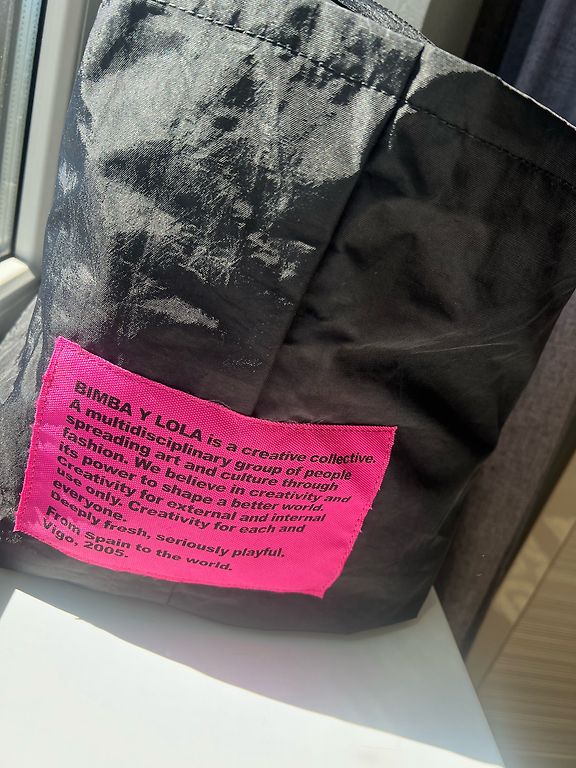 BIMBA Y LOLA is a creative collective.
A multidisciplinary group of people
spreading art and culture through
fashion. We believe in creativity and
its power to shape a better world.
Creativity for external and internal
use only. Creativity for each and
everyone.
Deeply fresh, seriously playful.
From Spain to the world.
Vigo, 2005.